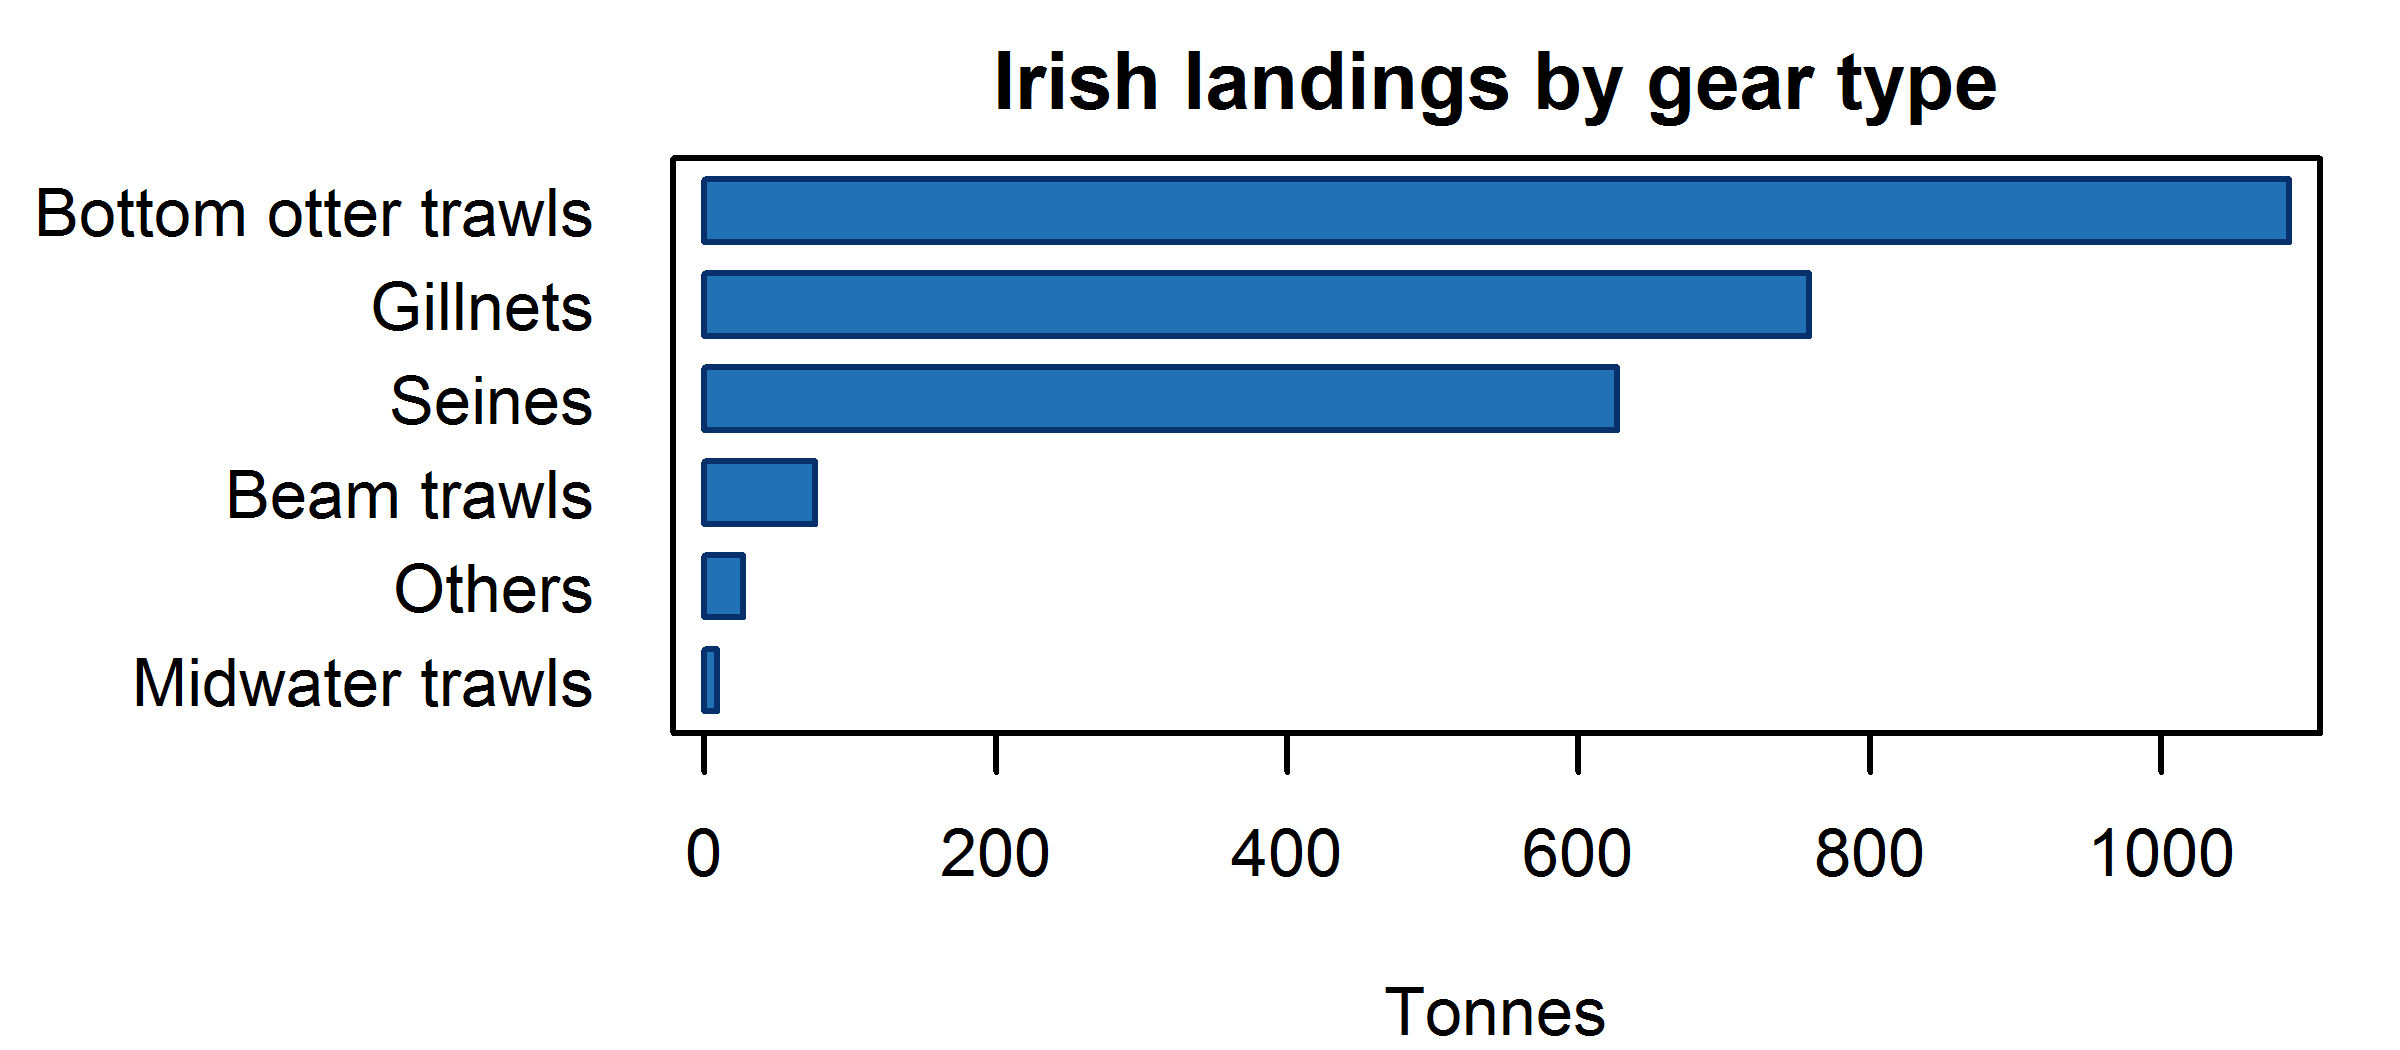 Irish landings by gear type
Bottom otter trawls
Gillnets
Seines
Beam trawls
Others
Midwater trawls
0 200 400 600 800 1000
Tonnes